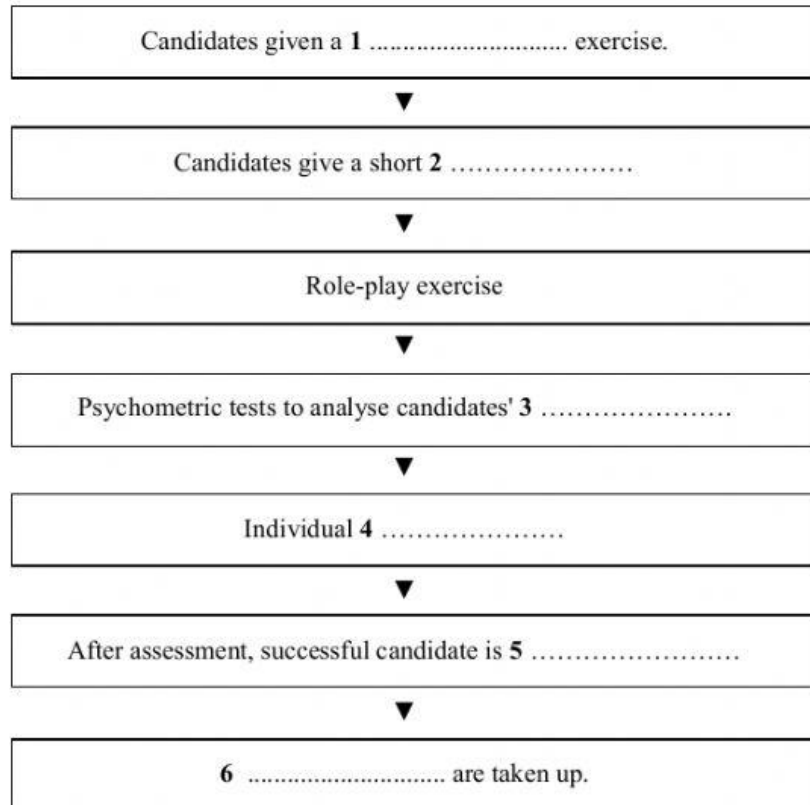 Candidates given a 1 .............................. exercise.
Candidates give a short 2 …………………
Role-play exercise
Psychometric tests to analyse candidates' 3 …………………
Individual 4 …………………
After assessment, successful candidate is 5 ……………………
6 .............................. are taken up.